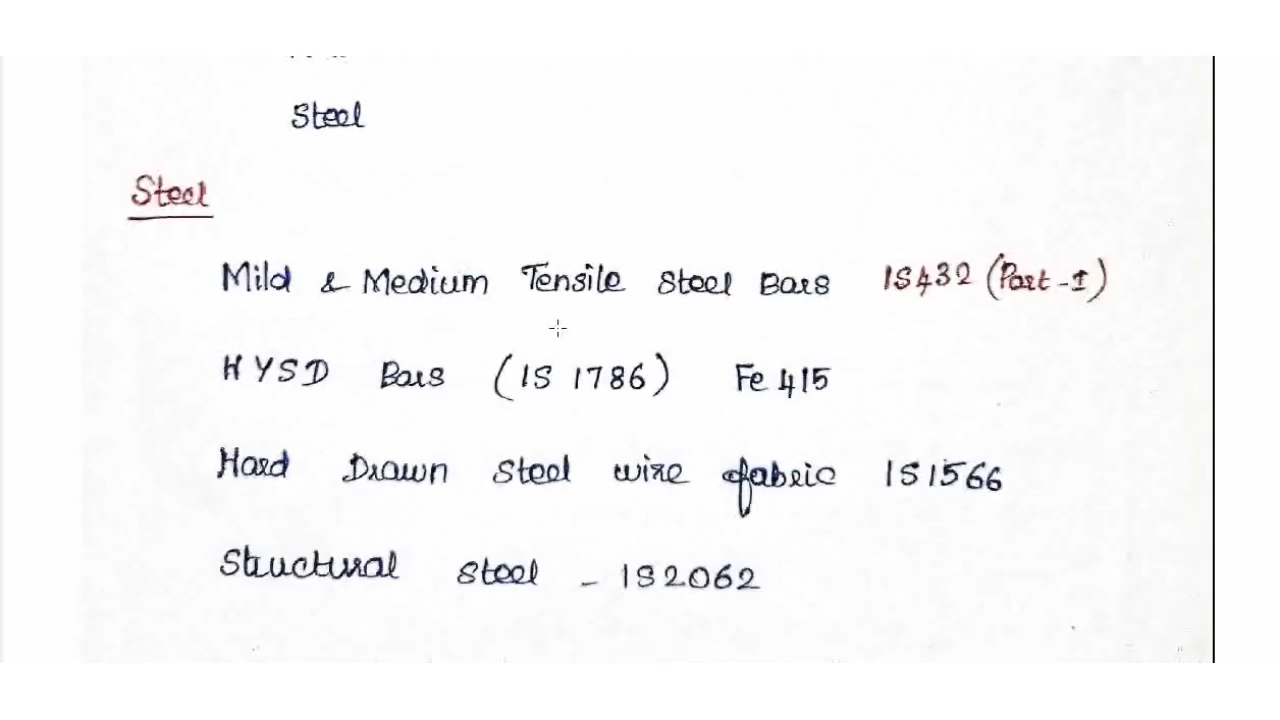 Steel
Steel
Mild & Medium Tensile Steel Bars IS432 (Part-I)
HYSD Bars (IS 1786) Fe 415
Hard Drawn Steel wire fabric IS1566
Structural Steel - IS2062